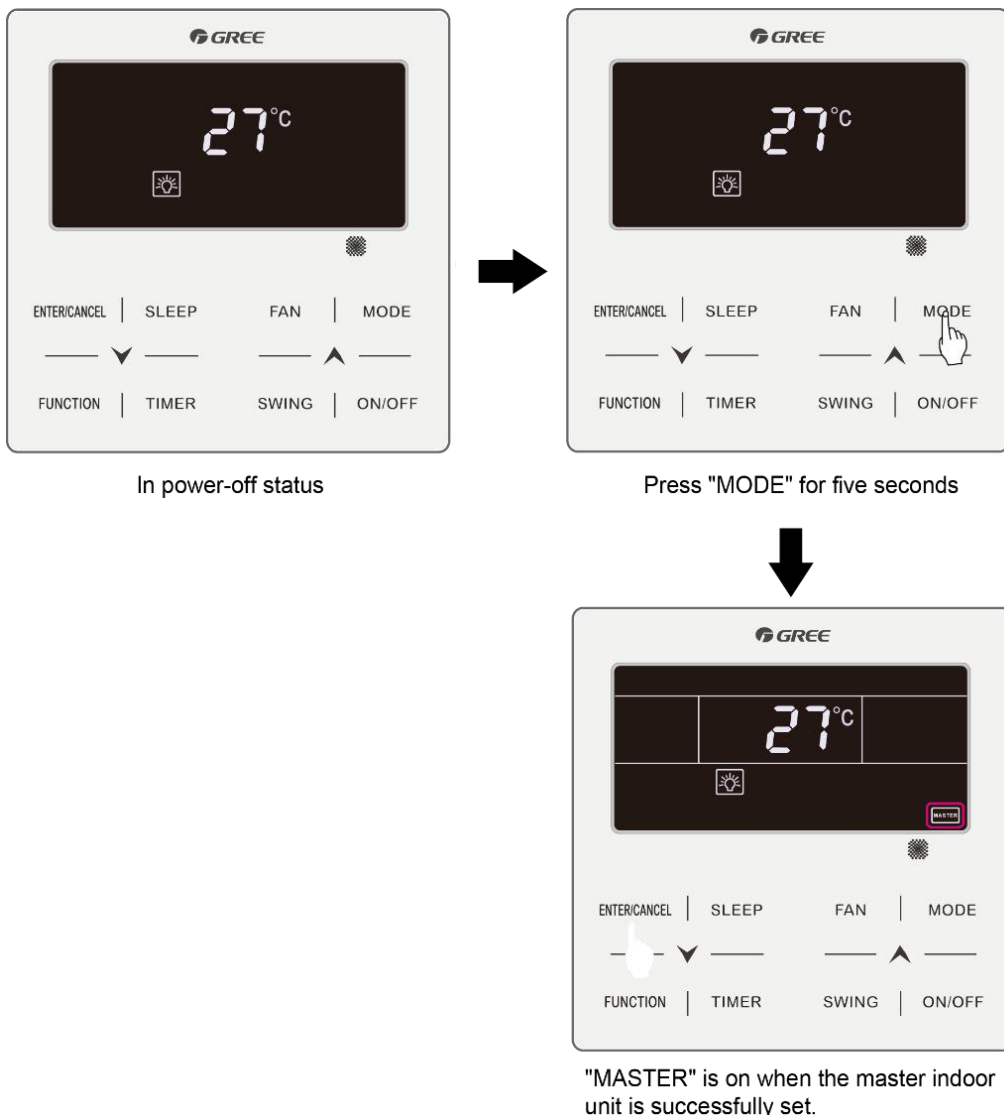 GREE
27°C
ENTER/CANCEL SLEEP FAN MODE
FUNCTION TIMER SWING ON/OFF
In power-off status
GREE
27°C
ENTER/CANCEL SLEEP FAN MODE
FUNCTION TIMER SWING ON/OFF
Press "MODE" for five seconds
GREE
27°C
MASTER
ENTER/CANCEL SLEEP FAN MODE
FUNCTION TIMER SWING ON/OFF
"MASTER" is on when the master indoor
unit is successfully set.